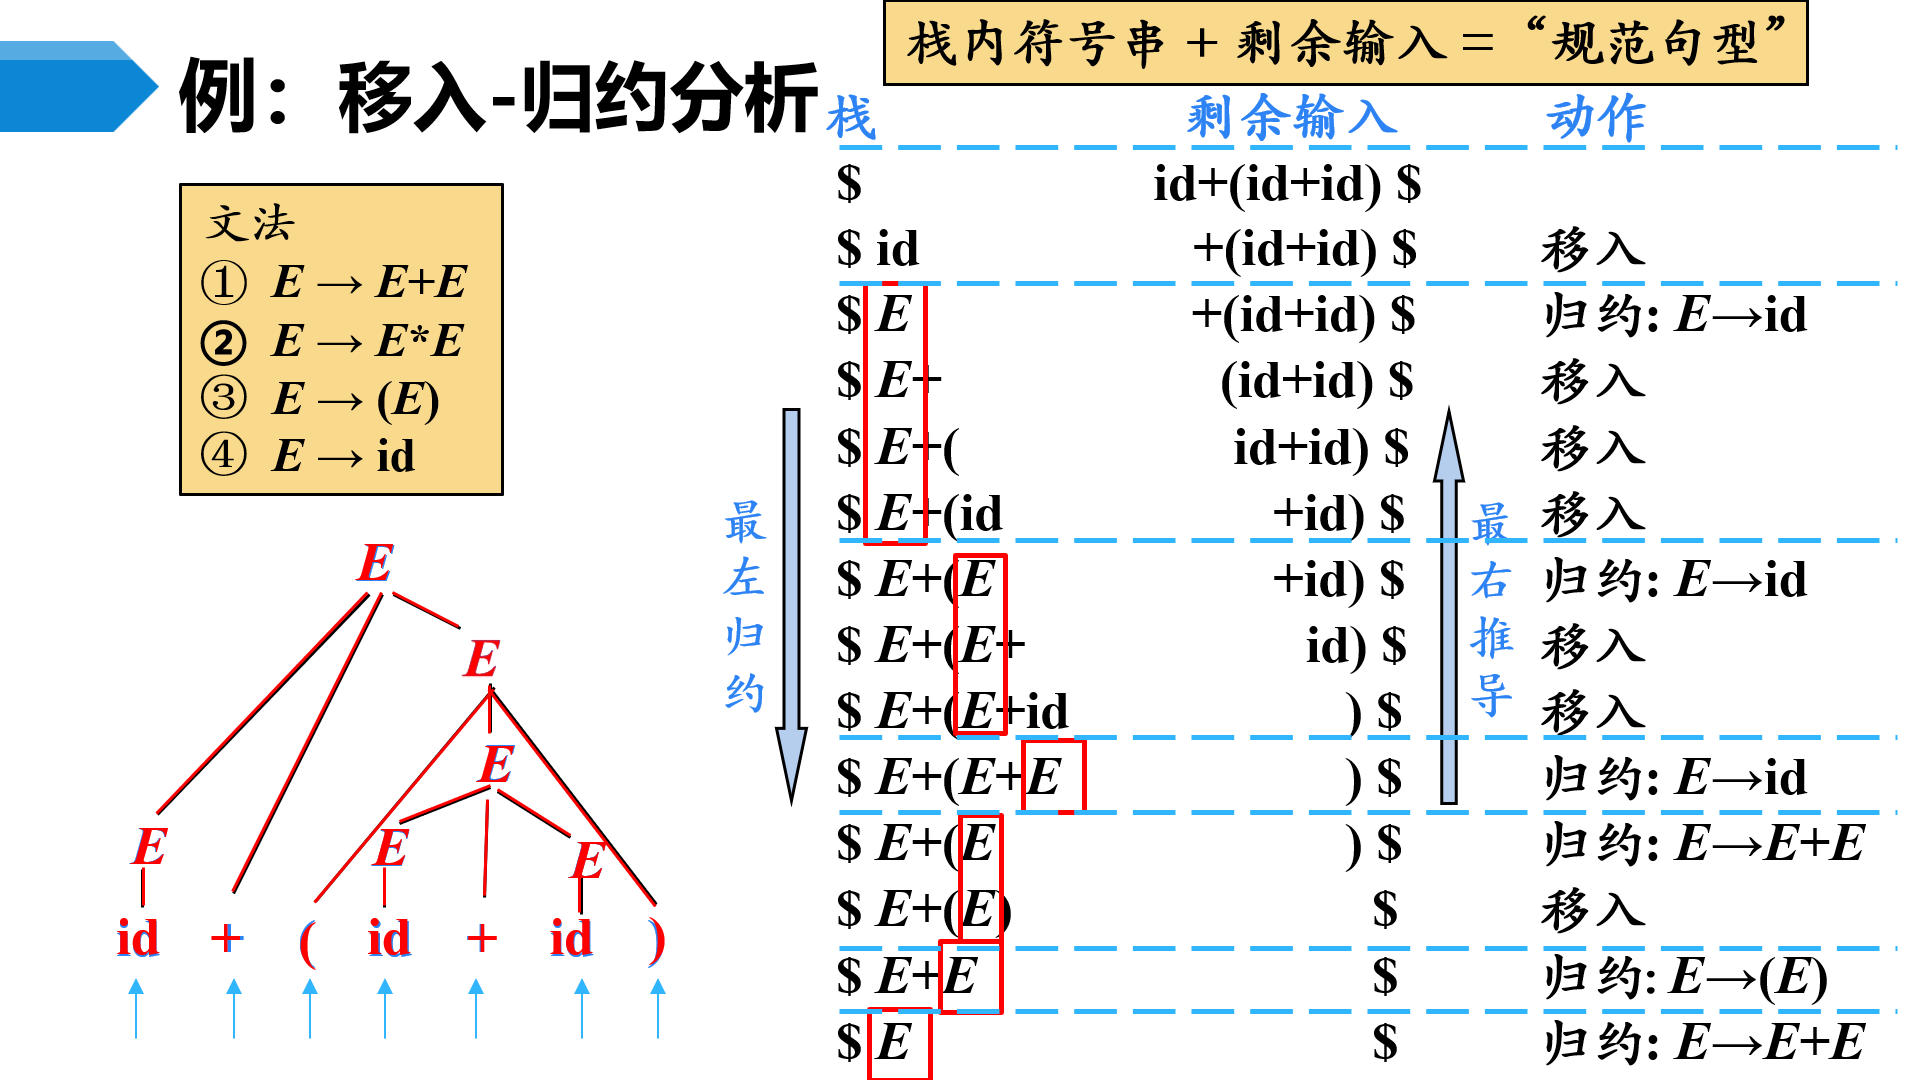 栈内符号串 + 剩余输入 = “规范句型”
例：移入-归约分析
文法
① E → E+E
② E → E*E
③ E → (E)
④ E → id
栈 剩余输入 动作
$ id+(id+id) $
$ id +(id+id) $ 移入
$ E +(id+id) $ 归约: E→id
$ E+ (id+id) $ 移入
$ E+( id+id) $ 移入
$ E+(id +id) $ 移入
$ E+(E +id) $ 归约: E→id
$ E+(E+ id) $ 移入
$ E+(E+id ) $ 移入
$ E+(E+E ) $ 归约: E→id
$ E+(E ) $ 归约: E→E+E
$ E+(E) $ 移入
$ E+E $ 归约: E→(E)
$ E $ 归约: E→E+E
最左归约
最右推导
E
E
E
E E E
id + ( id + id )